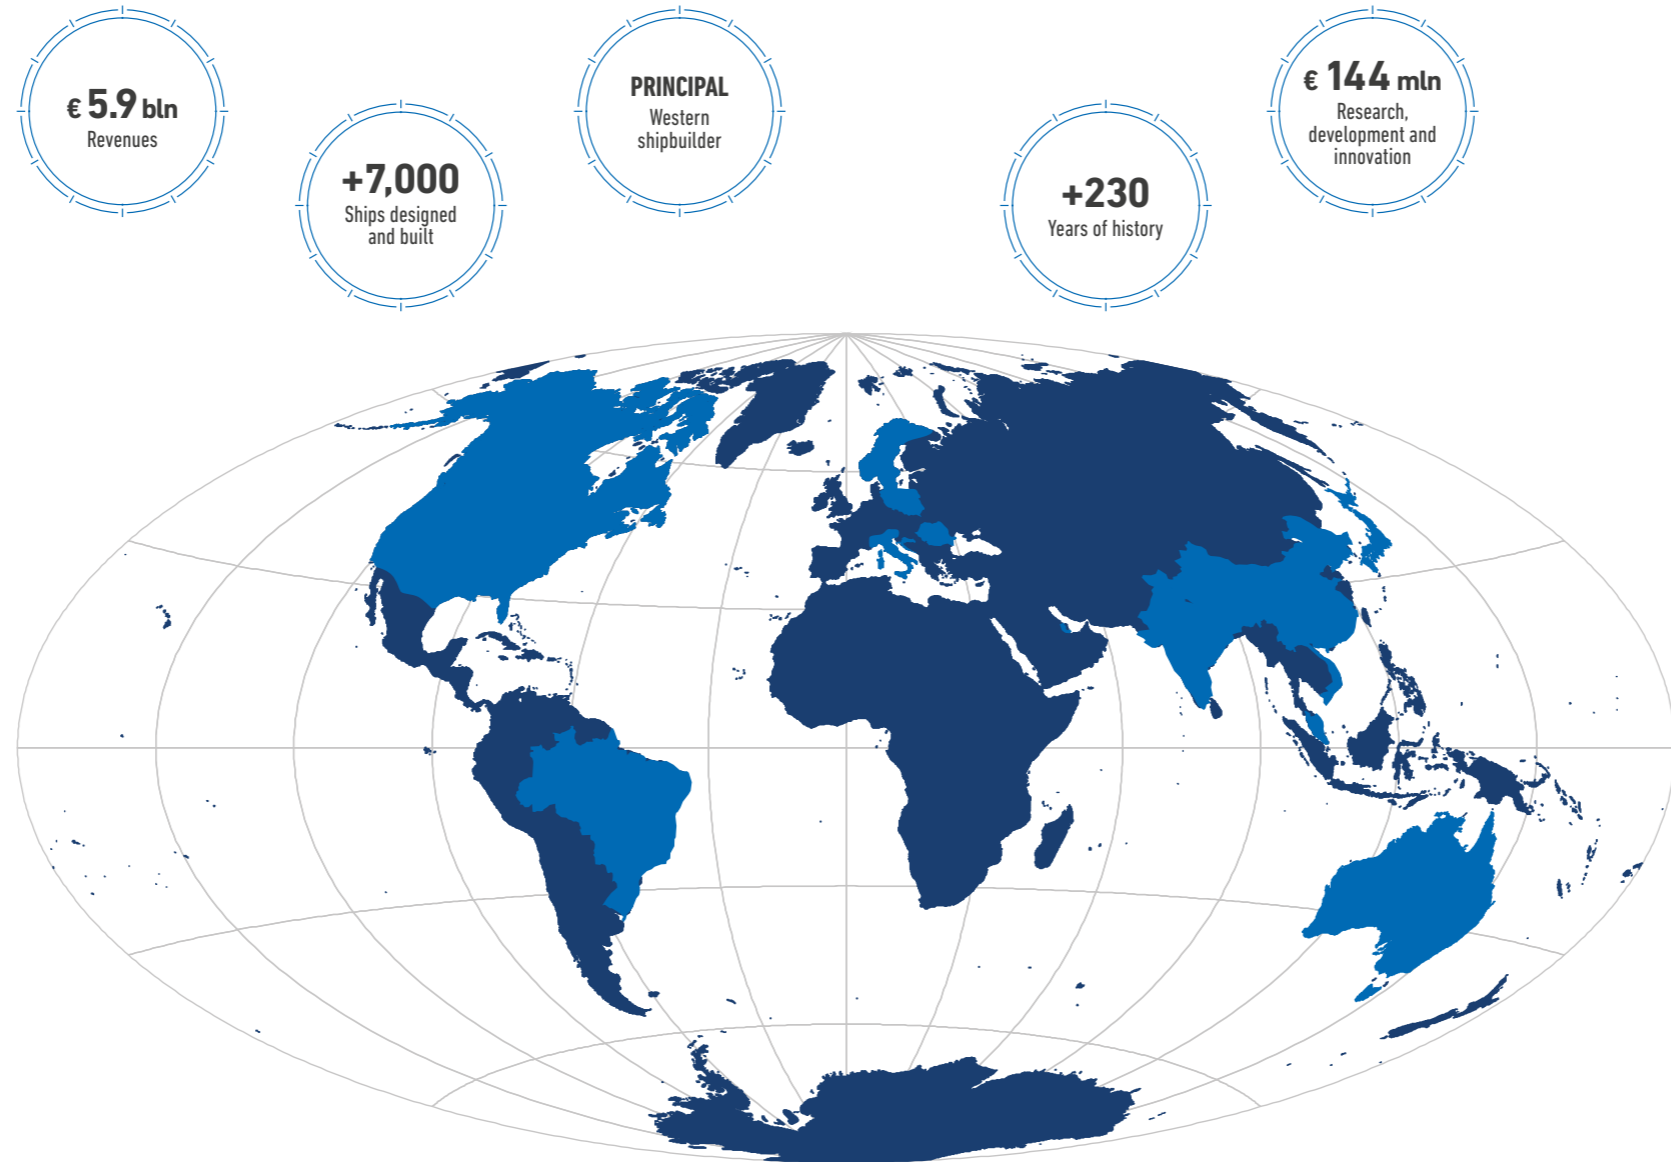 € 5.9 bln
Revenues
+7,000
Ships designed
and built
PRINCIPAL
Western
shipbuilder
+230
Years of history
€ 144 mln
Research,
development and
innovation